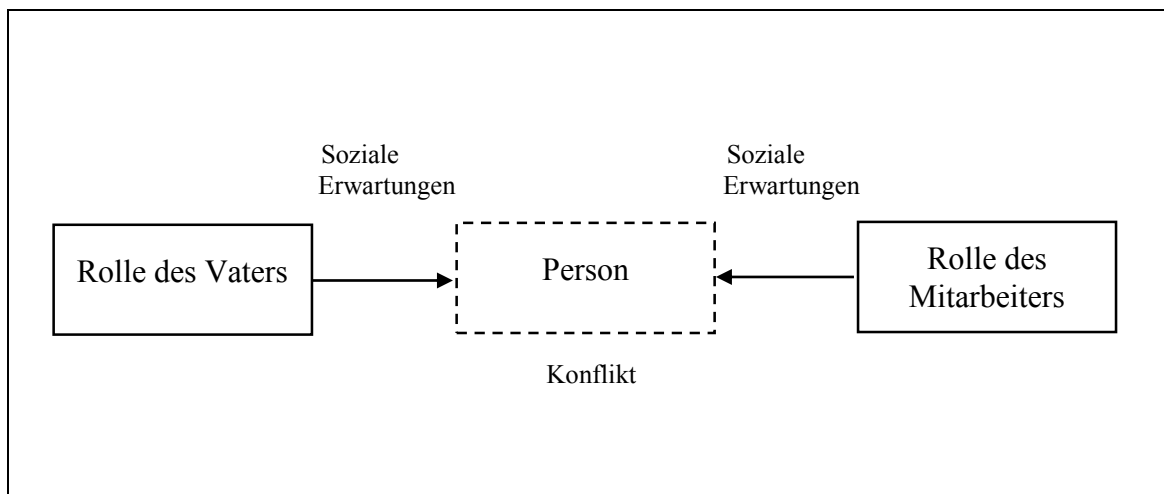 Soziale
Erwartungen
Soziale
Erwartungen
Rolle des Vaters
Person
Rolle des
Mitarbeiters
Konflikt